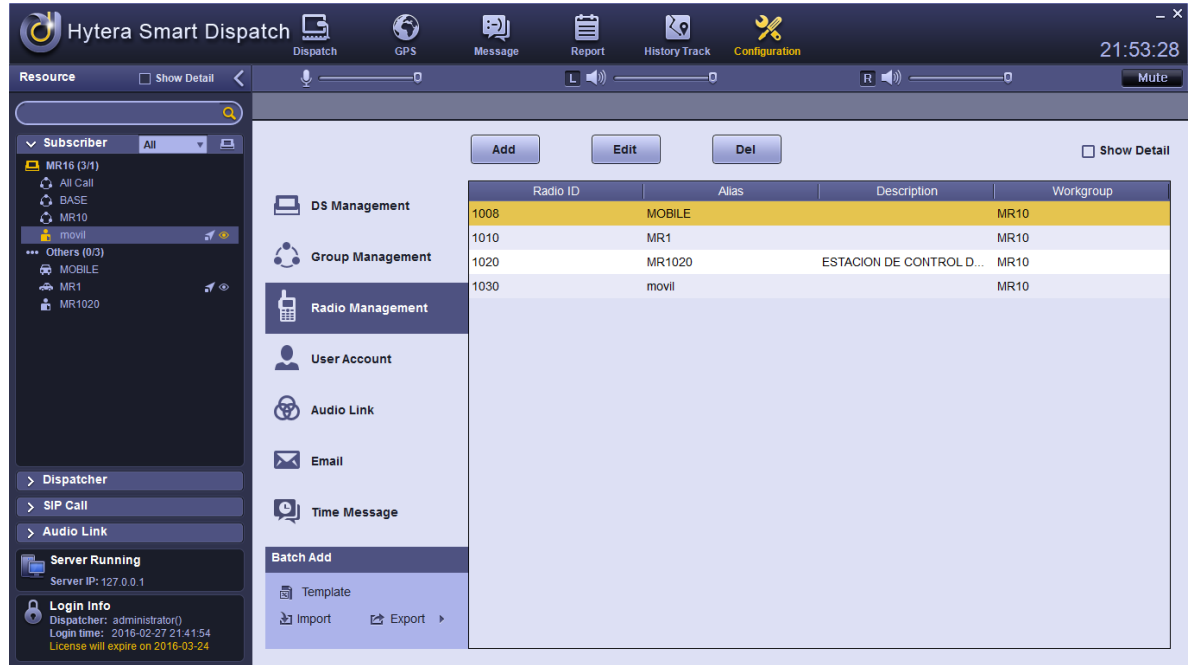 Hytera Smart Dispatch
Dispatch
GPS
Message
Report
History Track
Configuration
21:53:28
Resource
Show Detail
L
R
Mute
Subscriber
All
MR16 (3/1)
All Call
BASE
MR10
movil
Others (0/3)
MOBILE
MR1
MR1020
Dispatcher
SIP Call
Audio Link
Server Running
Server IP: 127.0.0.1
Login Info
Dispatcher: administrator()
Login time: 2016-02-27 21:41:54
License will expire on 2016-03-24
DS Management
Group Management
Radio Management
User Account
Audio Link
Email
Time Message
Batch Add
Template
Import Export
Add Edit Del
Show Detail
Radio ID Alias Description Workgroup
1008 MOBILE MR10
1010 MR1 MR10
1020 MR1020 ESTACION DE CONTROL D... MR10
1030 movil MR10